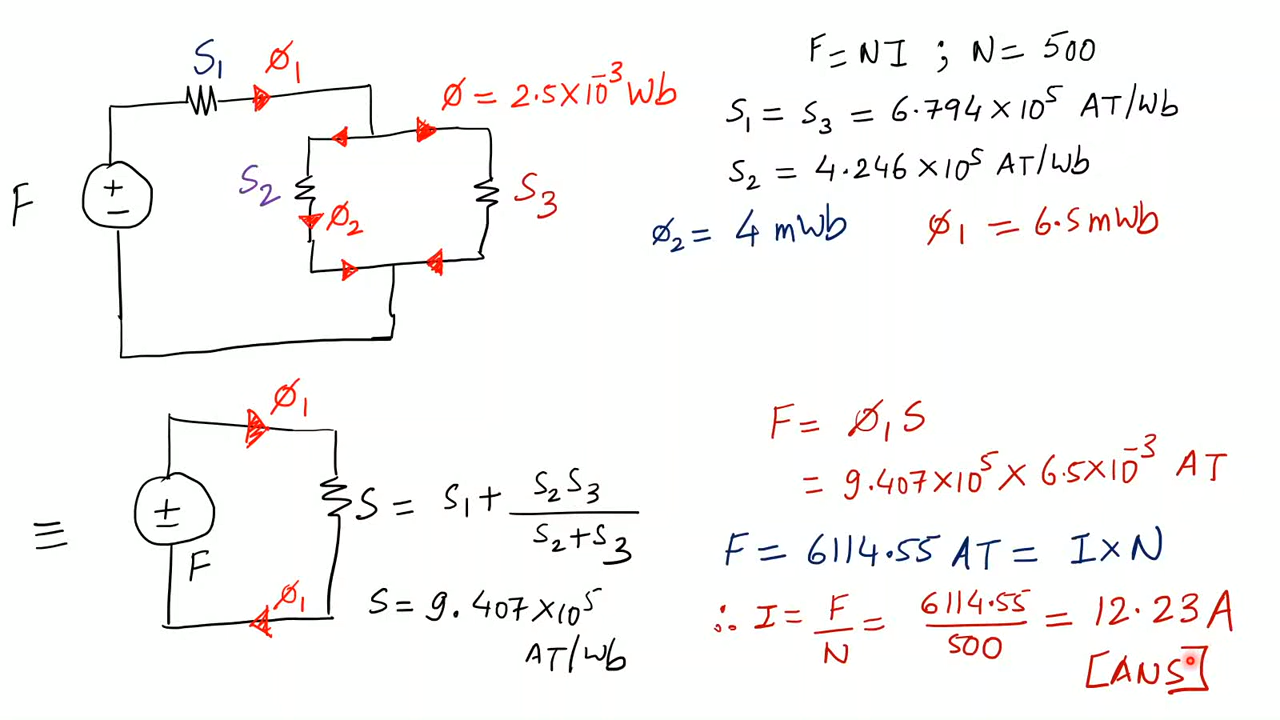 S₁ ϕ₁
ϕ = 2.5×10⁻³ Wb
F
+
−
S₂
ϕ₂
S₃
F = NI ; N = 500
S₁ = S₃ = 6.794 × 10⁵ AT/Wb
S₂ = 4.246 × 10⁵ AT/Wb
ϕ₂ = 4 mWb ϕ₁ = 6.5 mWb
≡
ϕ₁
+
−
F
ϕ₁
S = S₁ + S₂S₃ / S₂+S₃
S = 9.407 × 10⁵
AT/Wb
F = ϕ₁S
= 9.407 × 10⁵ × 6.5×10⁻³ AT
F = 6114.55 AT = I × N
∴ I = F/N = 6114.55/500 = 12.23 A
[ANS]